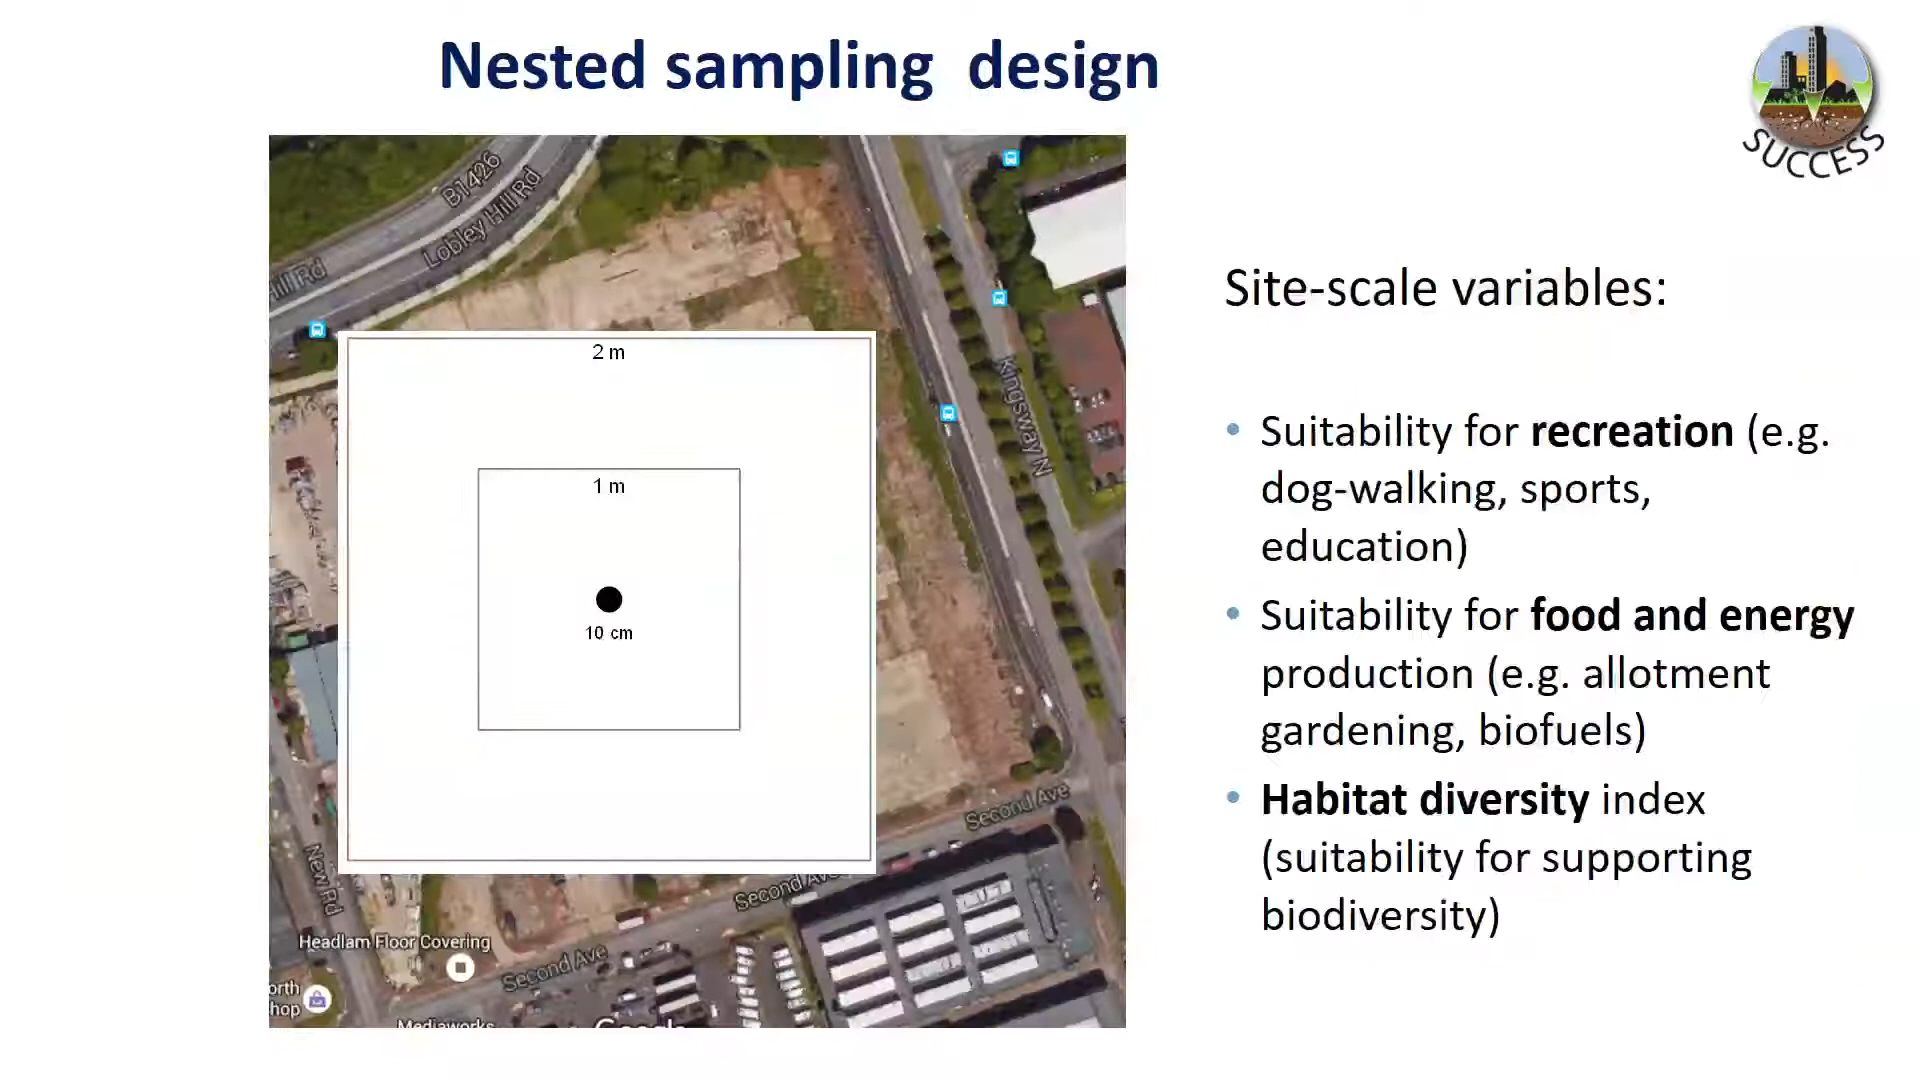 Nested sampling design
SUCCESS
B1426
Lobley Hill Rd
Hill Rd
2 m
1 m
10 cm
Kingsway N
Second Ave
Second Ave
Second Ave
New Rd
Headlam Floor Covering
orth
hop
Mediaworks
Google
Site-scale variables:
• Suitability for recreation (e.g.
dog-walking, sports,
education)
• Suitability for food and energy
production (e.g. allotment
gardening, biofuels)
• Habitat diversity index
(suitability for supporting
biodiversity)